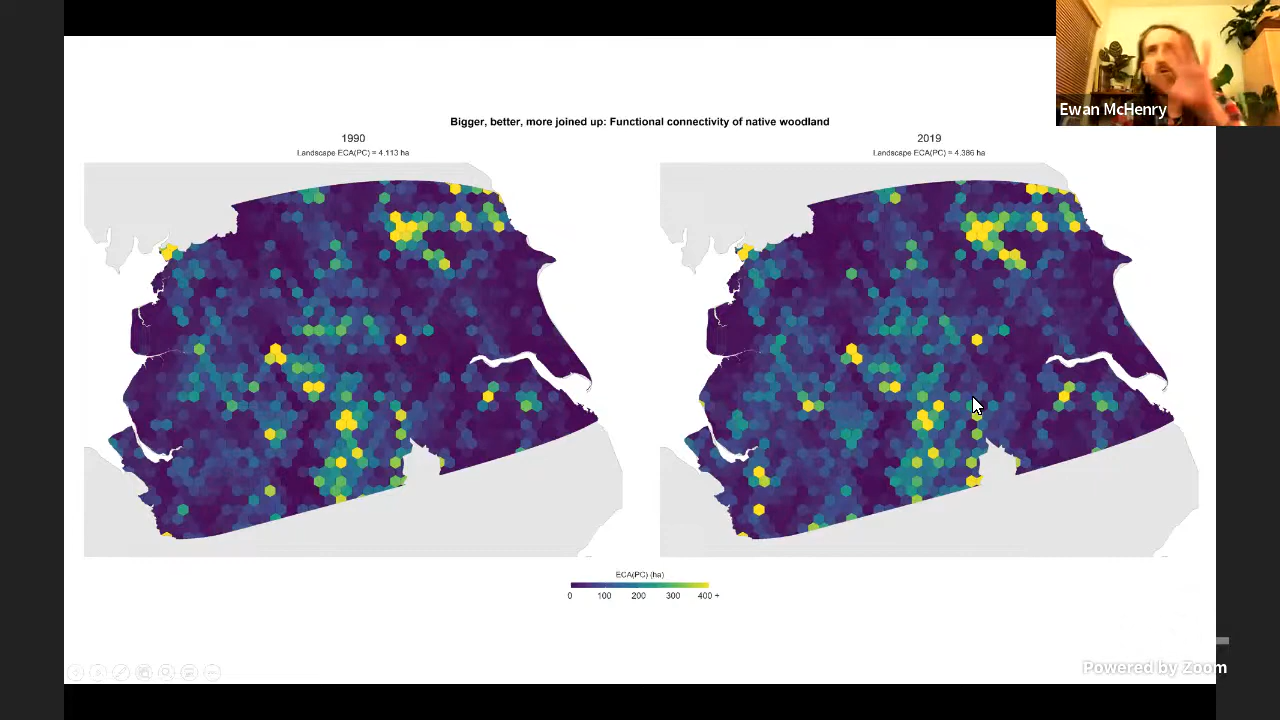 Ewan McHenry
Bigger, better, more joined up: Functional connectivity of native woodland
1990
Landscape ECA(PC) = 4.113 ha
2019
Landscape ECA(PC) = 4.386 ha
ECA(PC) (ha)
0 100 200 300 400 +
Powered by Zoom